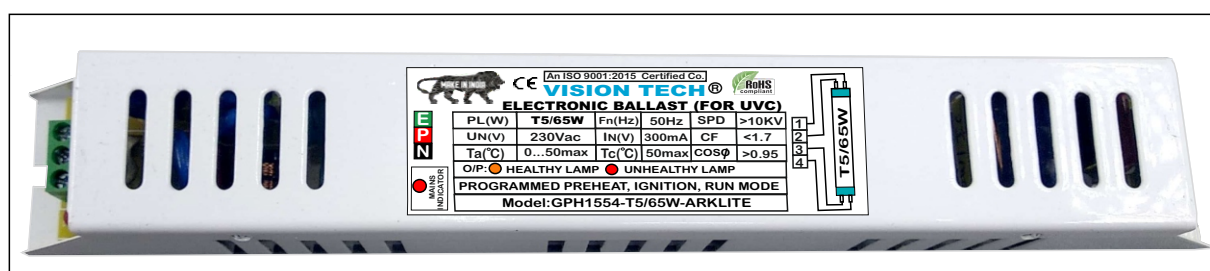 MAKE IN INDIA
CE An ISO 9001:2015 Certified Co.
VISION TECH®
RoHS
compliant
ELECTRONIC BALLAST (FOR UVC)
E
P
N
PL(W) T5/65W Fn(Hz) 50Hz SPD >10KV
UN(V) 230Vac IN(V) 300mA CF <1.7
Ta(℃) 0...50max Tc(℃) 50max COSφ >0.95
O/P: HEALTHY LAMP UNHEALTHY LAMP
MAINS
INDICATOR
PROGRAMMED PREHEAT, IGNITION, RUN MODE
Model:GPH1554-T5/65W-ARKLITE
1
2
3
4
T5/65W